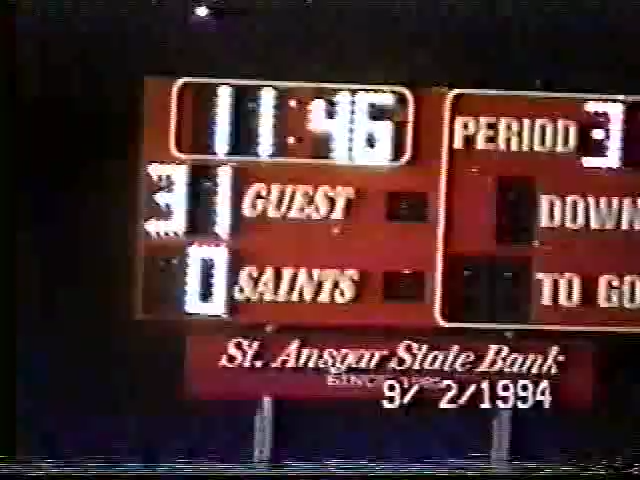 11:46
PERIOD 3
31 GUEST
DOWN
0 SAINTS
TO GO
St. Ansgar State Bank
9/ 2/1994